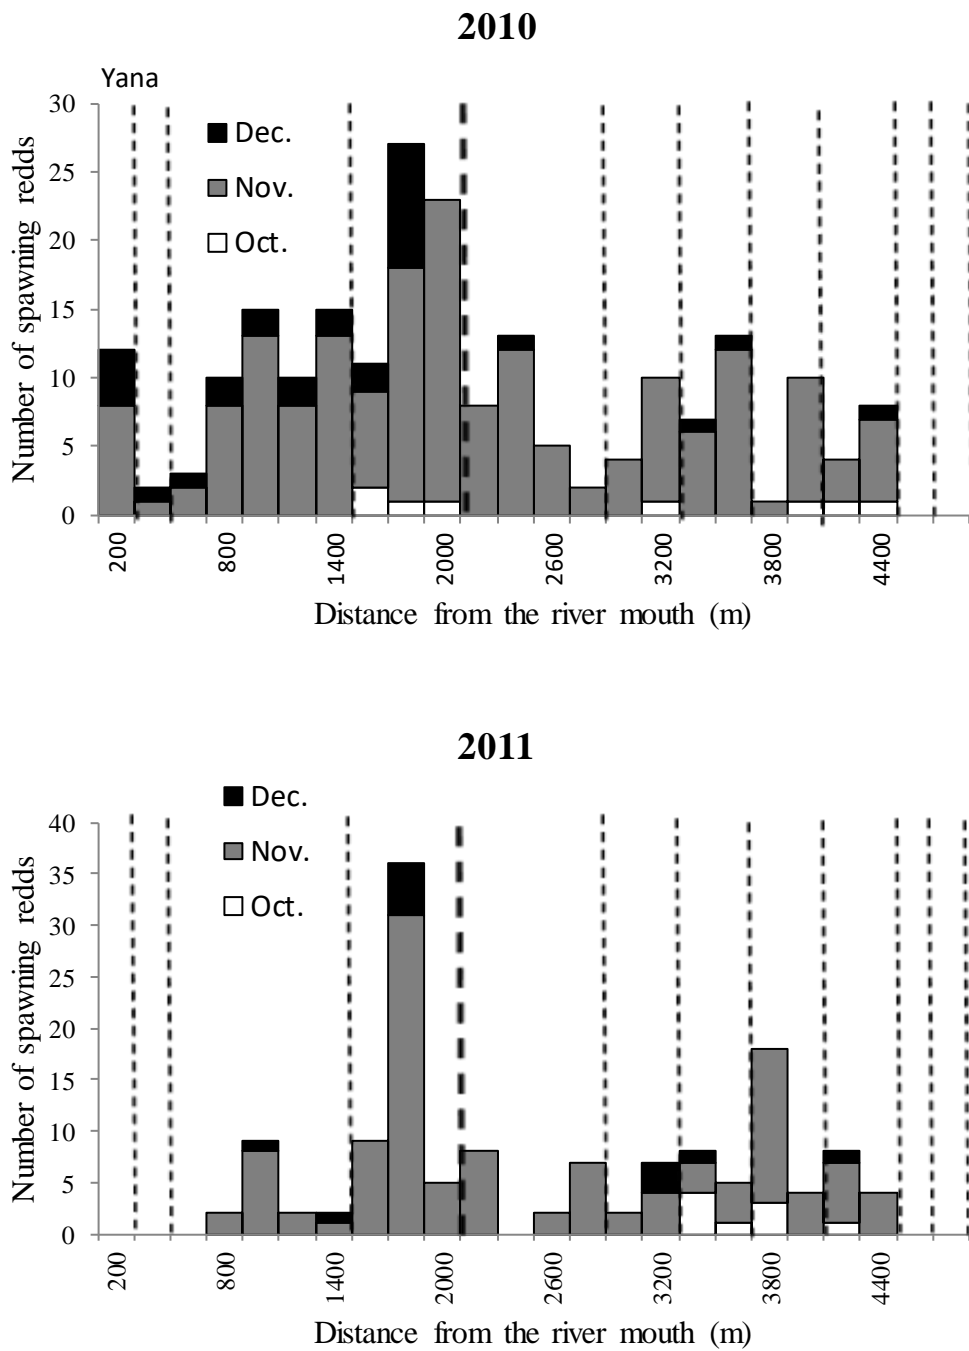 2010
Yana
Number of spawning redds
30
25
20
15
10
5
0
Dec.
Nov.
Oct.
200 800 1400 2000 2600 3200 3800 4400
Distance from the river mouth (m)
2011
Number of spawning redds
40
35
30
25
20
15
10
5
0
Dec.
Nov.
Oct.
200 800 1400 2000 2600 3200 3800 4400
Distance from the river mouth (m)